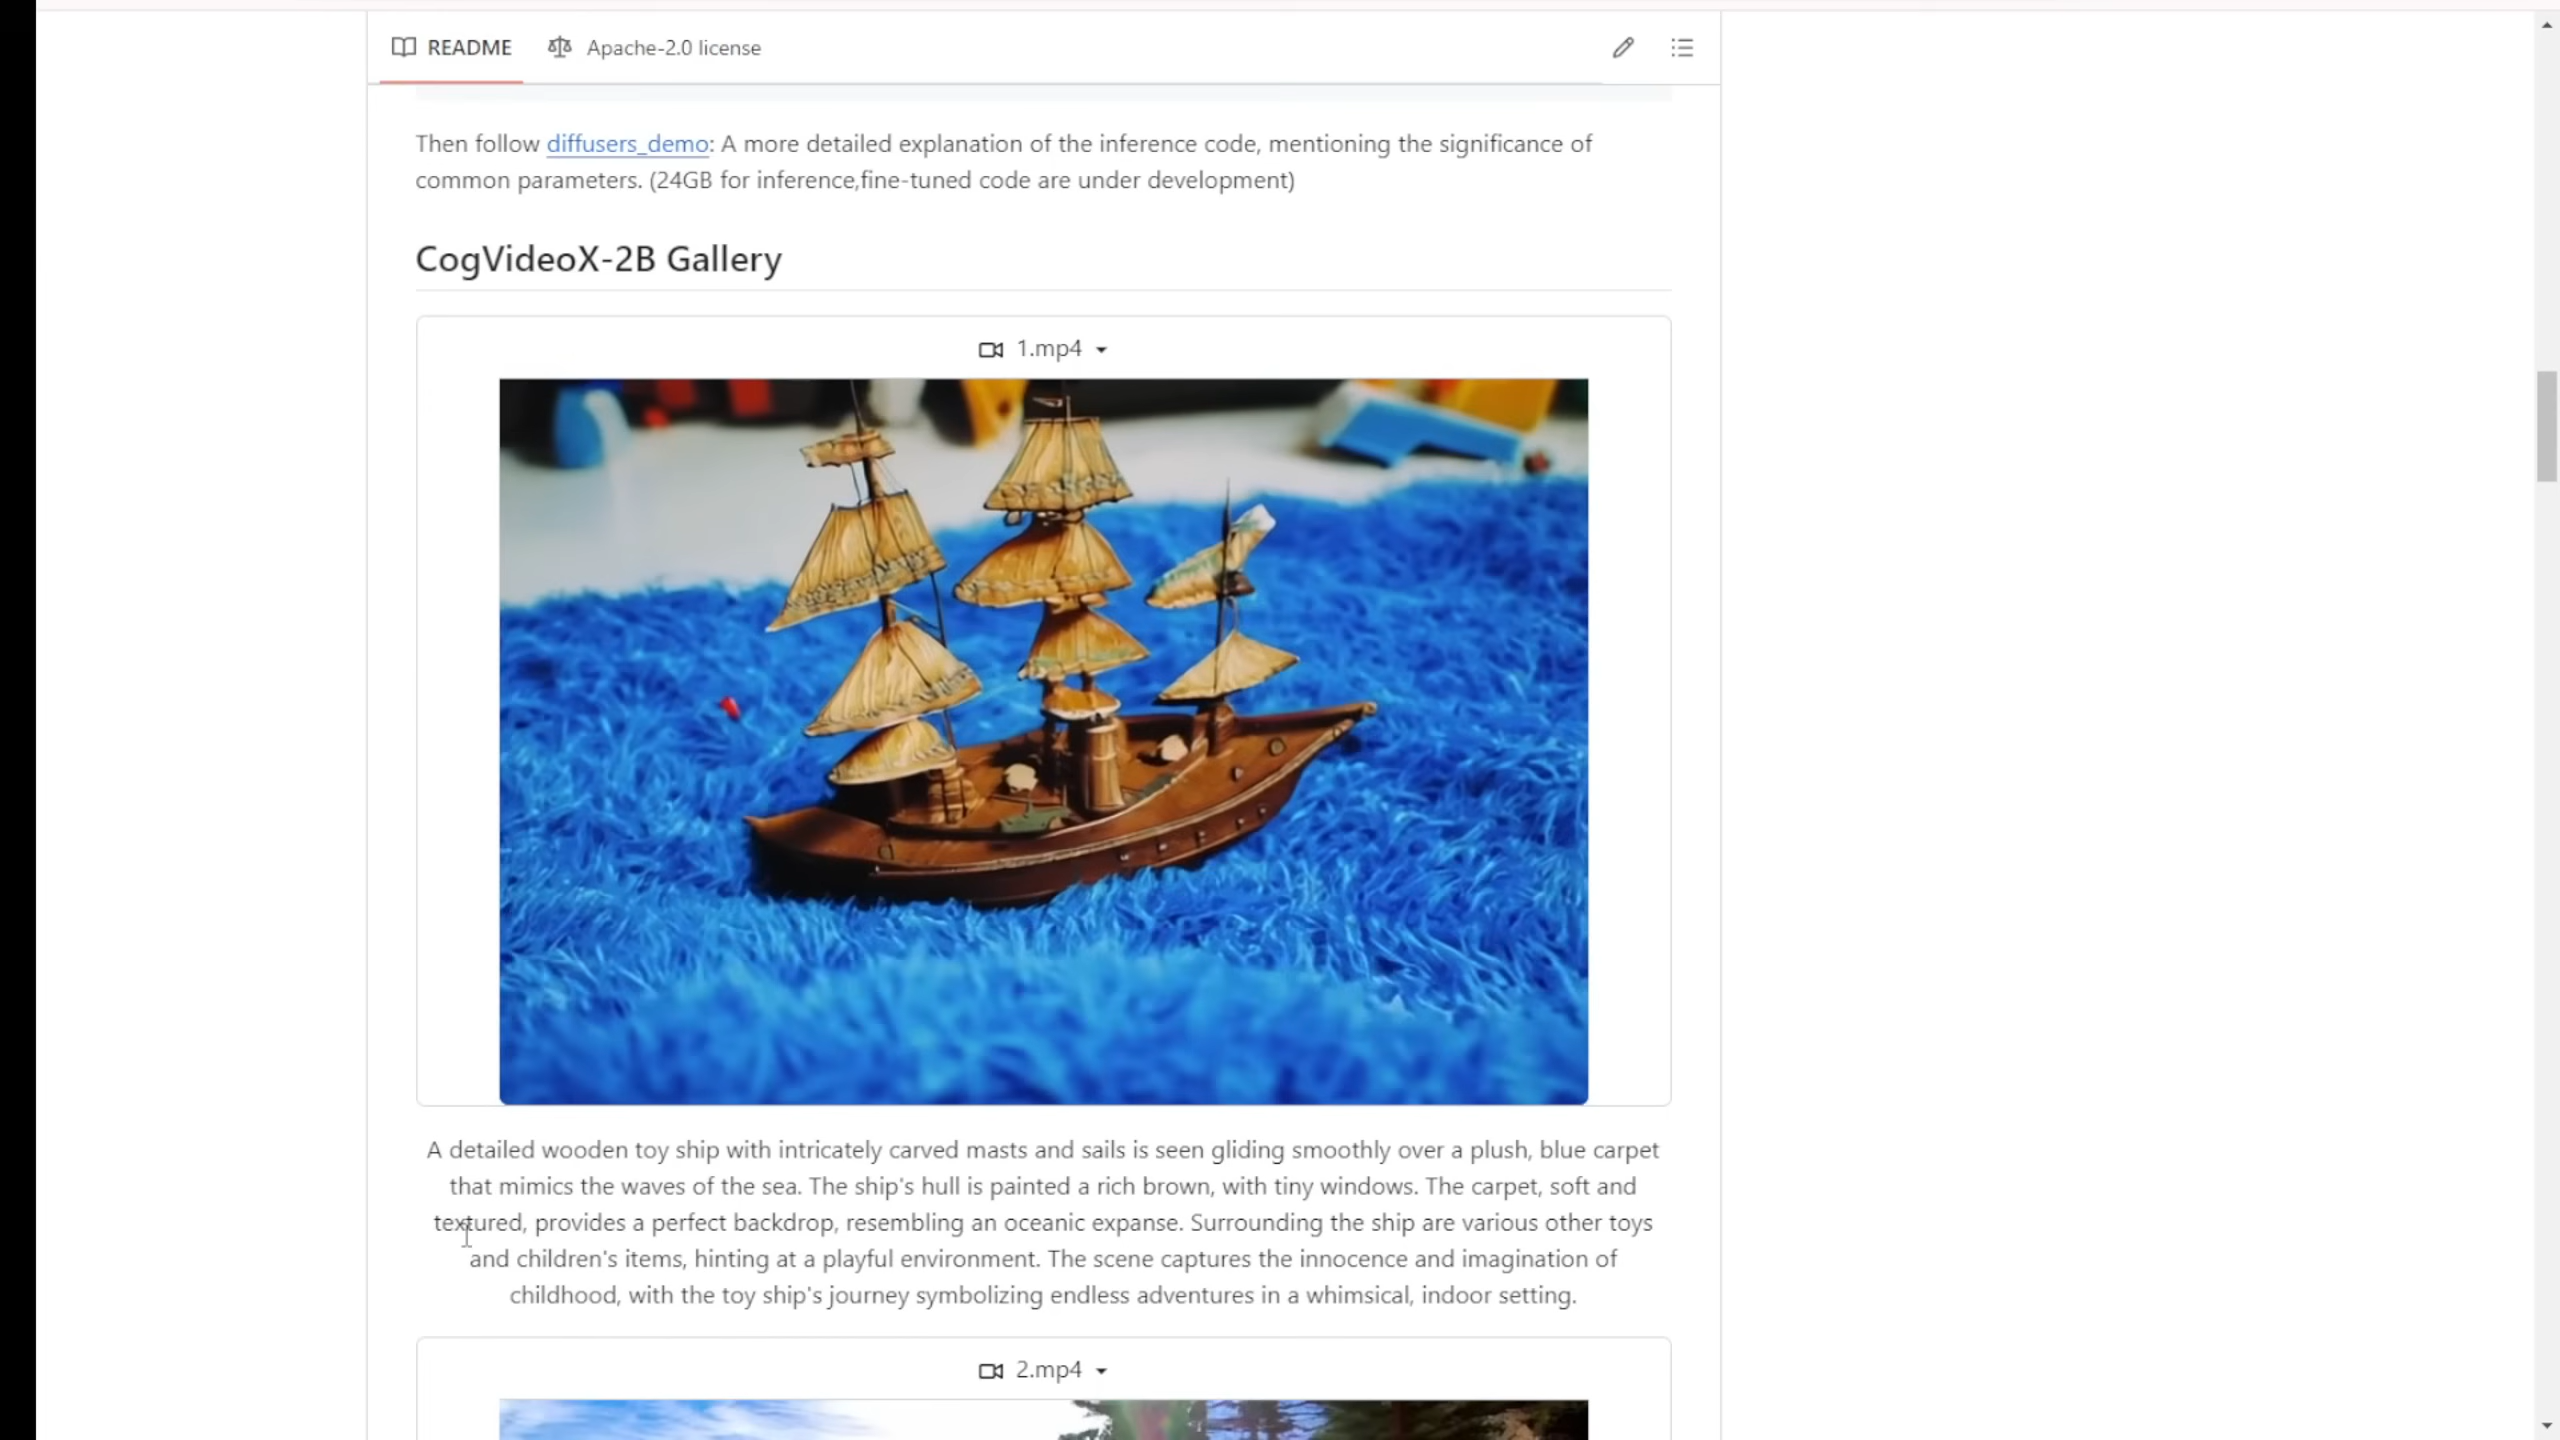 README
Apache-2.0 license
Then follow diffusers_demo: A more detailed explanation of the inference code, mentioning the significance of
common parameters. (24GB for inference,fine-tuned code are under development)
CogVideoX-2B Gallery
1.mp4
A detailed wooden toy ship with intricately carved masts and sails is seen gliding smoothly over a plush, blue carpet
that mimics the waves of the sea. The ship's hull is painted a rich brown, with tiny windows. The carpet, soft and
textured, provides a perfect backdrop, resembling an oceanic expanse. Surrounding the ship are various other toys
and children's items, hinting at a playful environment. The scene captures the innocence and imagination of
childhood, with the toy ship's journey symbolizing endless adventures in a whimsical, indoor setting.
2.mp4